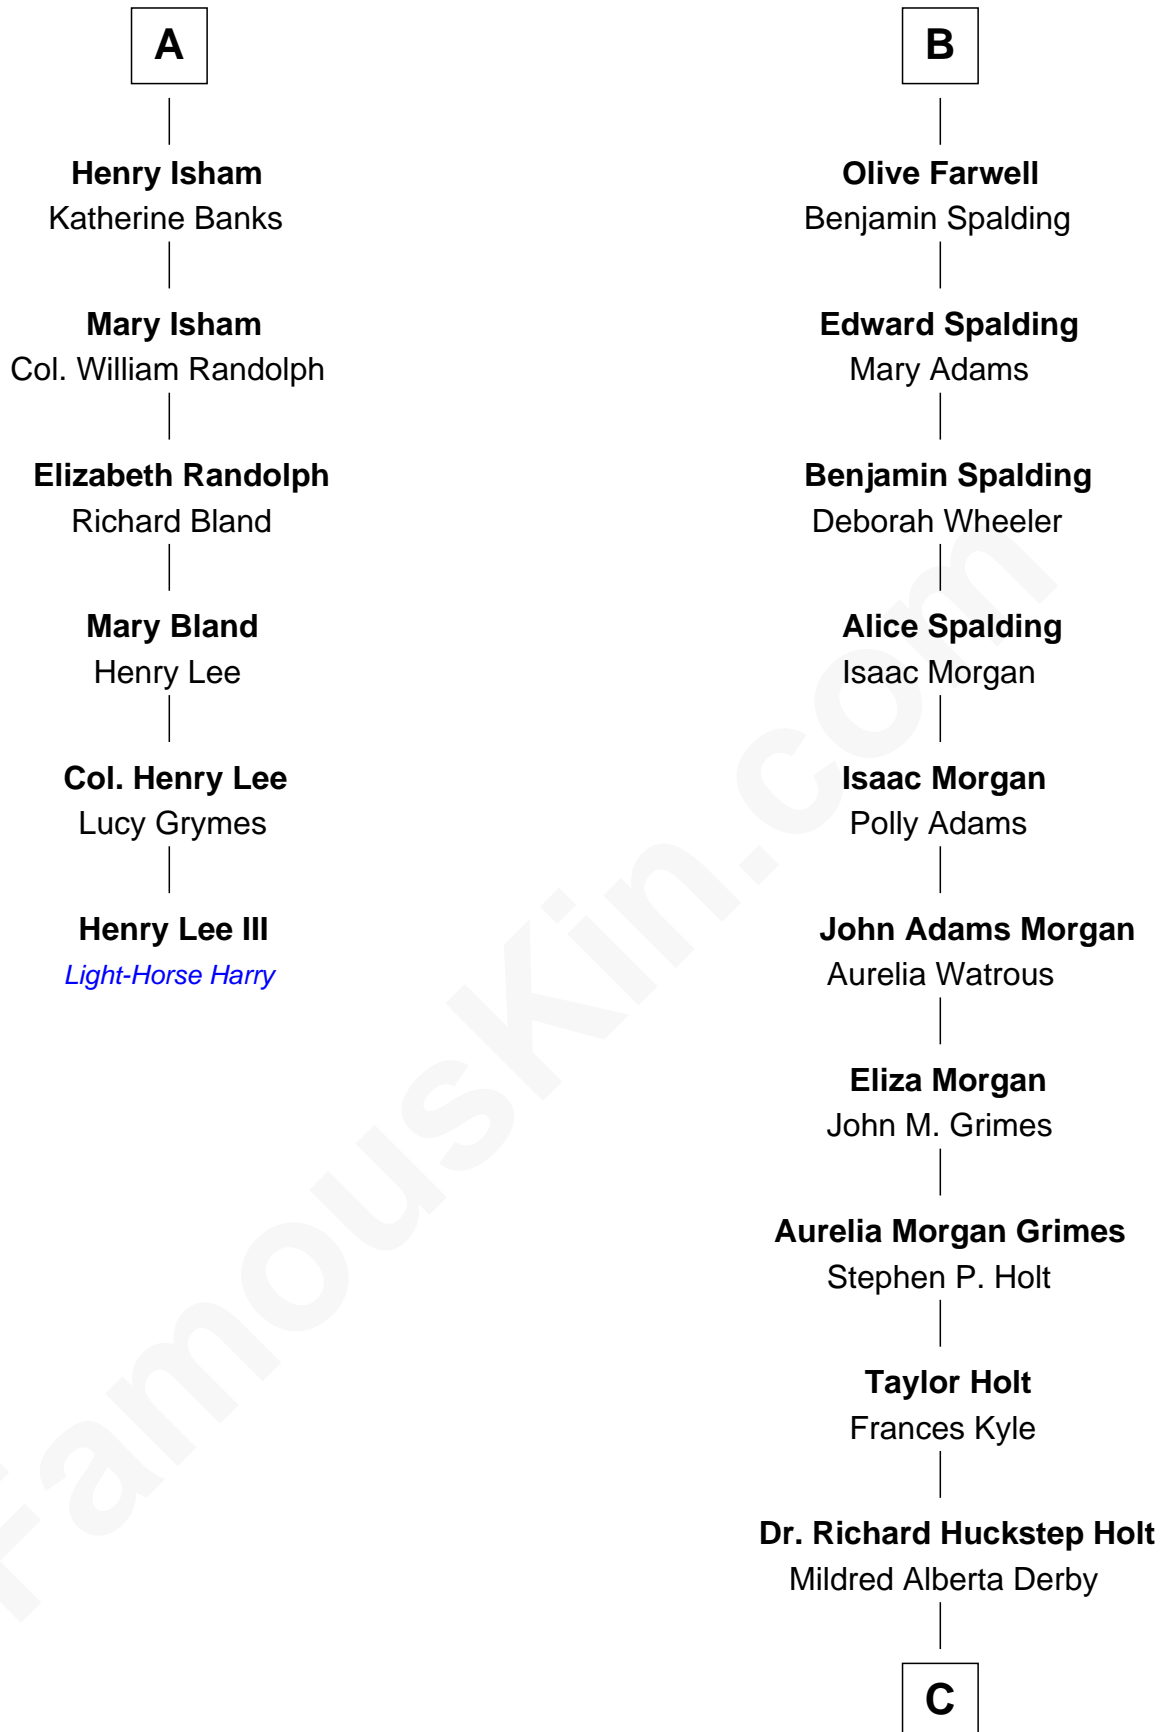 A
Henry Isham
Katherine Banks
Mary Isham
Col. William Randolph
Elizabeth Randolph
Richard Bland
Mary Bland
Henry Lee
Col. Henry Lee
Lucy Grymes
Henry Lee III
Light-Horse Harry
B
Olive Farwell
Benjamin Spalding
Edward Spalding
Mary Adams
Benjamin Spalding
Deborah Wheeler
Alice Spalding
Isaac Morgan
Isaac Morgan
Polly Adams
John Adams Morgan
Aurelia Watrous
Eliza Morgan
John M. Grimes
Aurelia Morgan Grimes
Stephen P. Holt
Taylor Holt
Frances Kyle
Dr. Richard Huckstep Holt
Mildred Alberta Derby
C
FamousKin.com